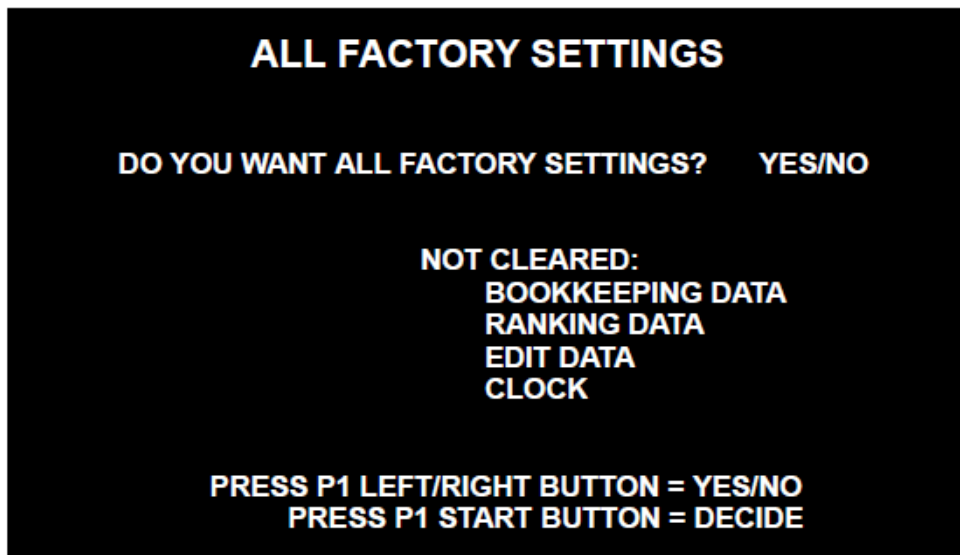 ALL FACTORY SETTINGS
DO YOU WANT ALL FACTORY SETTINGS? YES/NO
NOT CLEARED:
BOOKKEEPING DATA
RANKING DATA
EDIT DATA
CLOCK
PRESS P1 LEFT/RIGHT BUTTON = YES/NO
PRESS P1 START BUTTON = DECIDE